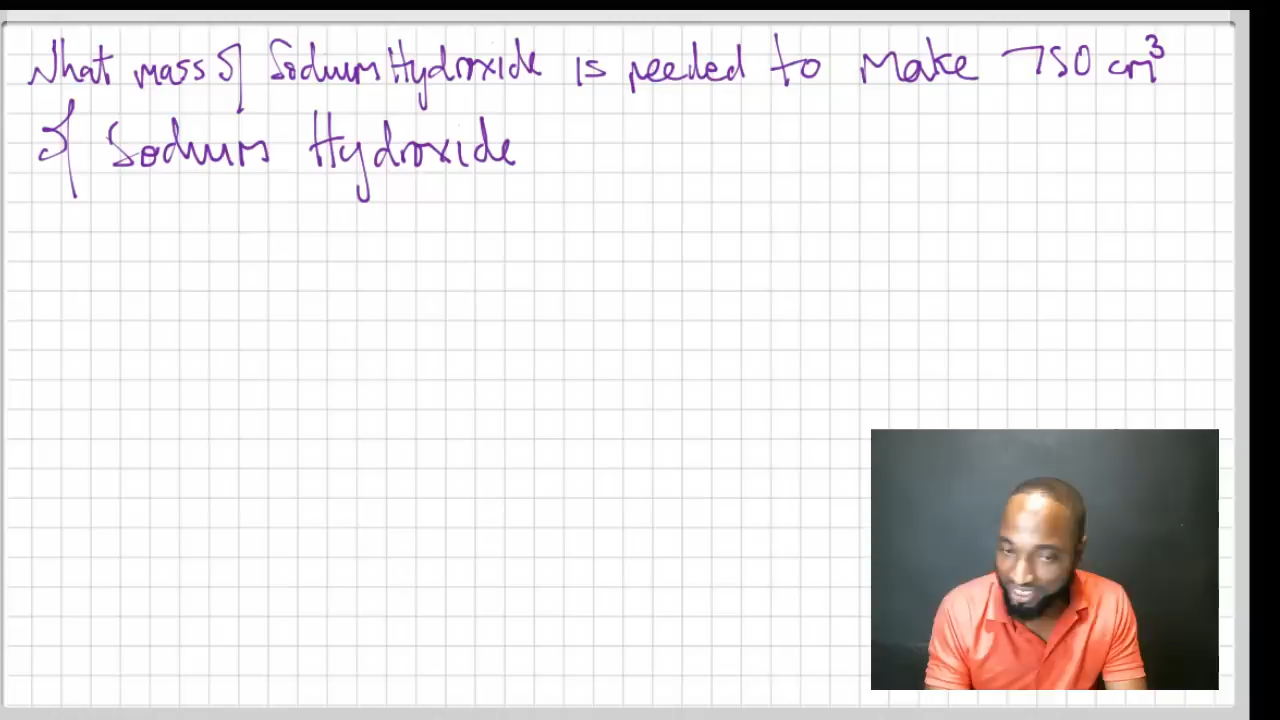 What mass of Sodium Hydroxide is needed to Make 750 cm³
of Sodium Hydroxide